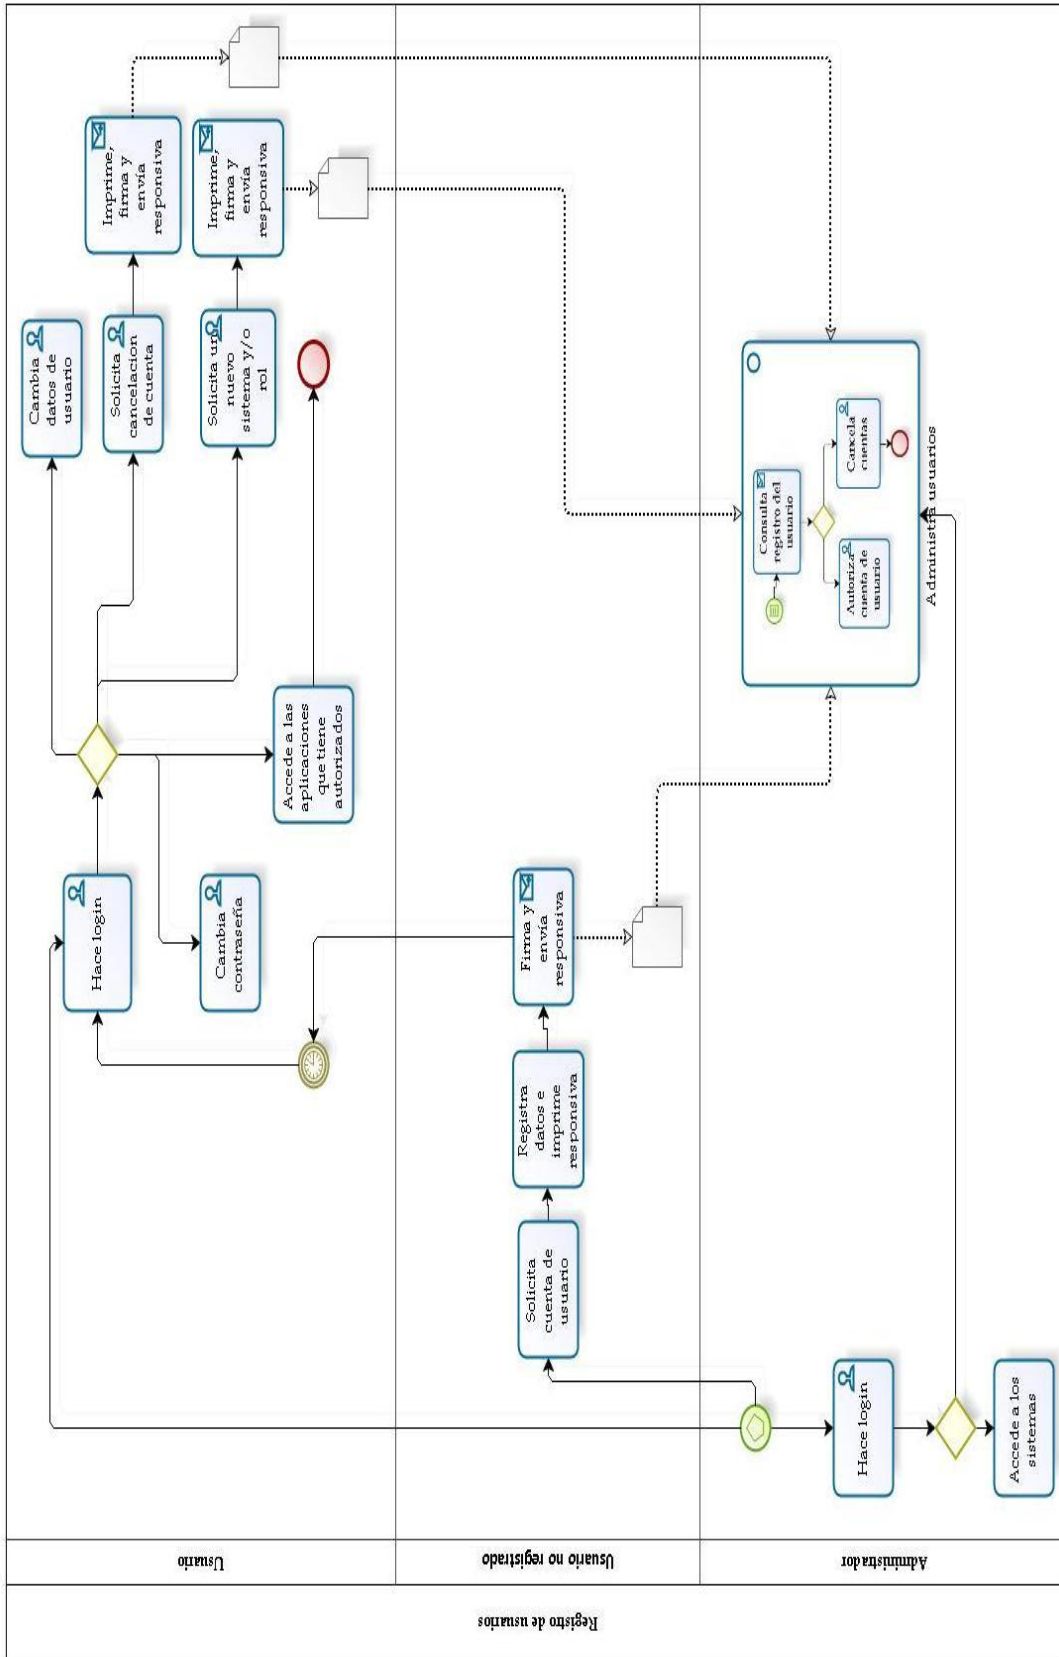 Registro de usuarios
Usuario
Usuario no registrado
Administrador
Hace login
Cambia
contraseña
Accede a las
aplicaciones
que tiene
autorizados
Cambia
datos de
usuario
Solicita
cancelacion
de cuenta
Solicita un
nuevo
sistema y/o
rol
Imprime,
firma y
envía
responsiva
Imprime,
firma y
envía
responsiva
Solicita
cuenta de
usuario
Registra
datos e
imprime
responsiva
Firma y
envía
responsiva
Hace login
Accede a los
sistemas
Consulta
registro del
usuario
Autoriza
cuenta de
usuario
Cancela
cuentas
Administra usuarios